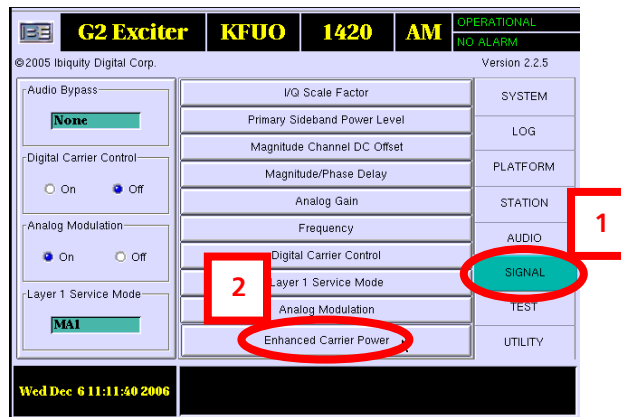 BE G2 Exciter KFUO 1420 AM OPERATIONAL
NO ALARM
©2005 Ibiquity Digital Corp. Version 2.2.5
Audio Bypass
None
Digital Carrier Control
On Off
Analog Modulation
On Off
Layer 1 Service Mode
MA1
I/Q Scale Factor
Primary Sideband Power Level
Magnitude Channel DC Offset
Magnitude/Phase Delay
Analog Gain
Frequency
Digital Carrier Control
Layer 1 Service Mode
Analog Modulation
Enhanced Carrier Power
SYSTEM
LOG
PLATFORM
STATION
AUDIO
SIGNAL
TEST
UTILITY
1
2
Wed Dec 6 11:11:40 2006